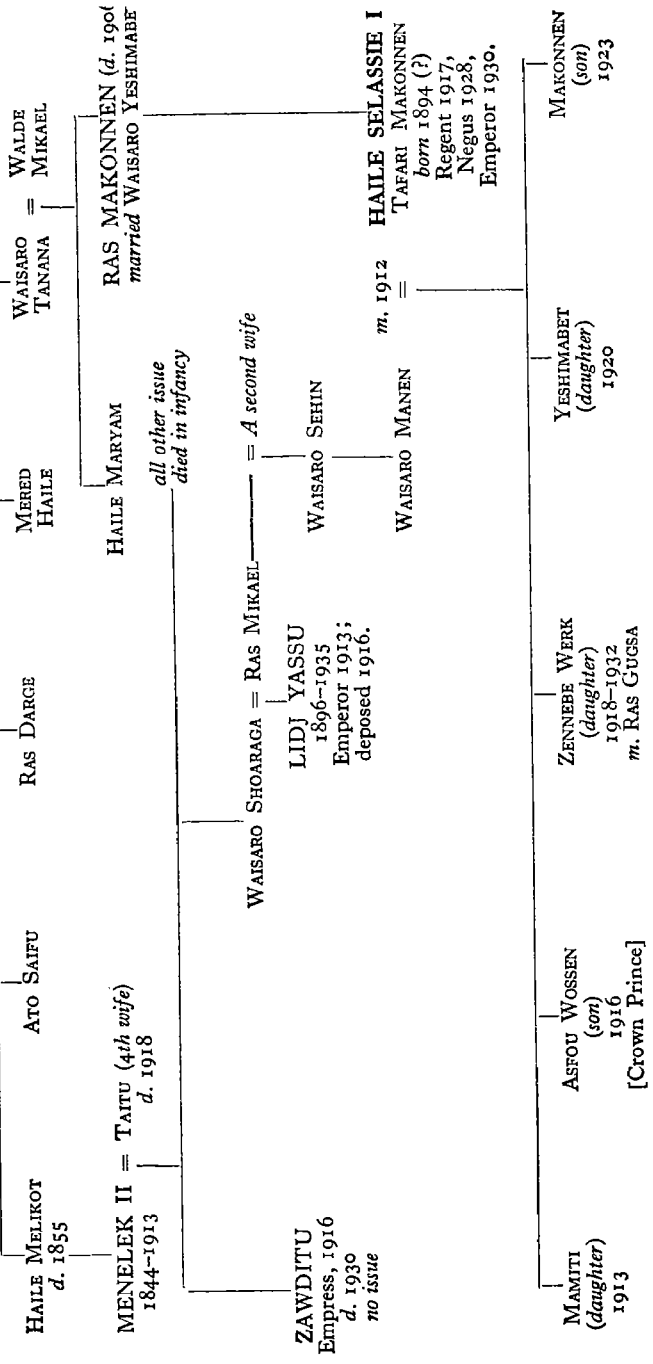 HAILE MELIKOT
d. 1855
ATO SAIFU
RAS DARGE
MERED
HAILE
WAISARO
TANANA
=
WALDE
MIKAEL
MENELEK II = TAITU (4th wife)
1844–1913
d. 1918
HAILE MARYAM
RAS MAKONNEN (d. 190
married WAISARO YESHIMABE
all other issue
died in infancy
ZAWDITU
Empress, 1916
d. 1930
no issue
WAISARO SHOARAGA = RAS MIKAEL = A second wife
LIDJ YASSU
1896–1935
Emperor 1913;
deposed 1916.
WAISARO SEHIN
WAISARO MANEN
m. 1912
=
HAILE SELASSIE I
TAFARI MAKONNEN
born 1894 (?)
Regent 1917,
Negus 1928,
Emperor 1930.
MAMITI
(daughter)
1913
ASFOU WOSSEN
(son)
1916
[Crown Prince]
ZENNEBE WERK
(daughter)
1918–1932
m. RAS GUGSA
YESHIMABET
(daughter)
1920
MAKONNEN
(son)
1923